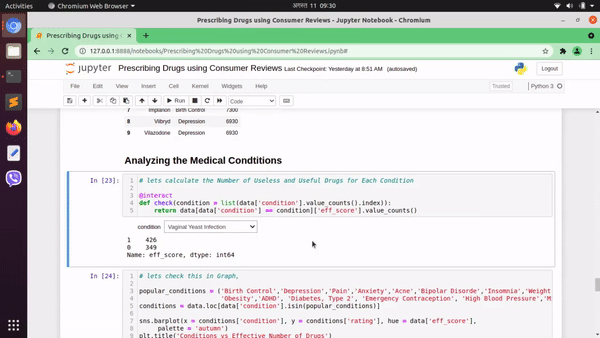 Activities Chromium Web Browser अगस्त 11 09:30
Prescribing Drugs using Consumer Reviews - Jupyter Notebook - Chromium
Prescribing Drugs using C
127.0.0.1:8888/notebooks/Prescribing%20Drugs%20using%20Consumer%20Reviews.ipynb#
jupyter Prescribing Drugs using Consumer Reviews Last Checkpoint: Yesterday at 8:51 AM (autosaved) Logout
File Edit View Insert Cell Kernel Widgets Help Trusted Python 3
Run Code
7 Implanon Birth Control 7300
8 Viibryd Depression 6930
9 Vilazodone Depression 6930
Analyzing the Medical Condtitions
In [23]: 1 # lets calculate the Number of Useless and Useful Drugs for Each Condition
2
3 @interact
4 def check(condition = list(data['condition'].value_counts().index)):
5 return data[data['condition'] == condition]['eff_score'].value_counts()
condition Vaginal Yeast Infection
1 426
0 349
Name: eff_score, dtype: int64
In [24]: 1 # lets check this in Graph,
2
3 popular_conditions = ('Birth Control','Depression','Pain','Anxiety','Acne','Bipolar Disorde','Insomnia','Weight
4 'Obesity','ADHD', 'Diabetes, Type 2', 'Emergency Contraception', 'High Blood Pressure','M
5 conditions = data.loc[data['condition'].isin(popular_conditions)]
6
7 sns.barplot(x = conditions['condition'], y = conditions['rating'], hue = data['eff_score'],
8 palette = 'autumn')
9 plt.title('Conditions vs Effective Number of Drugs')